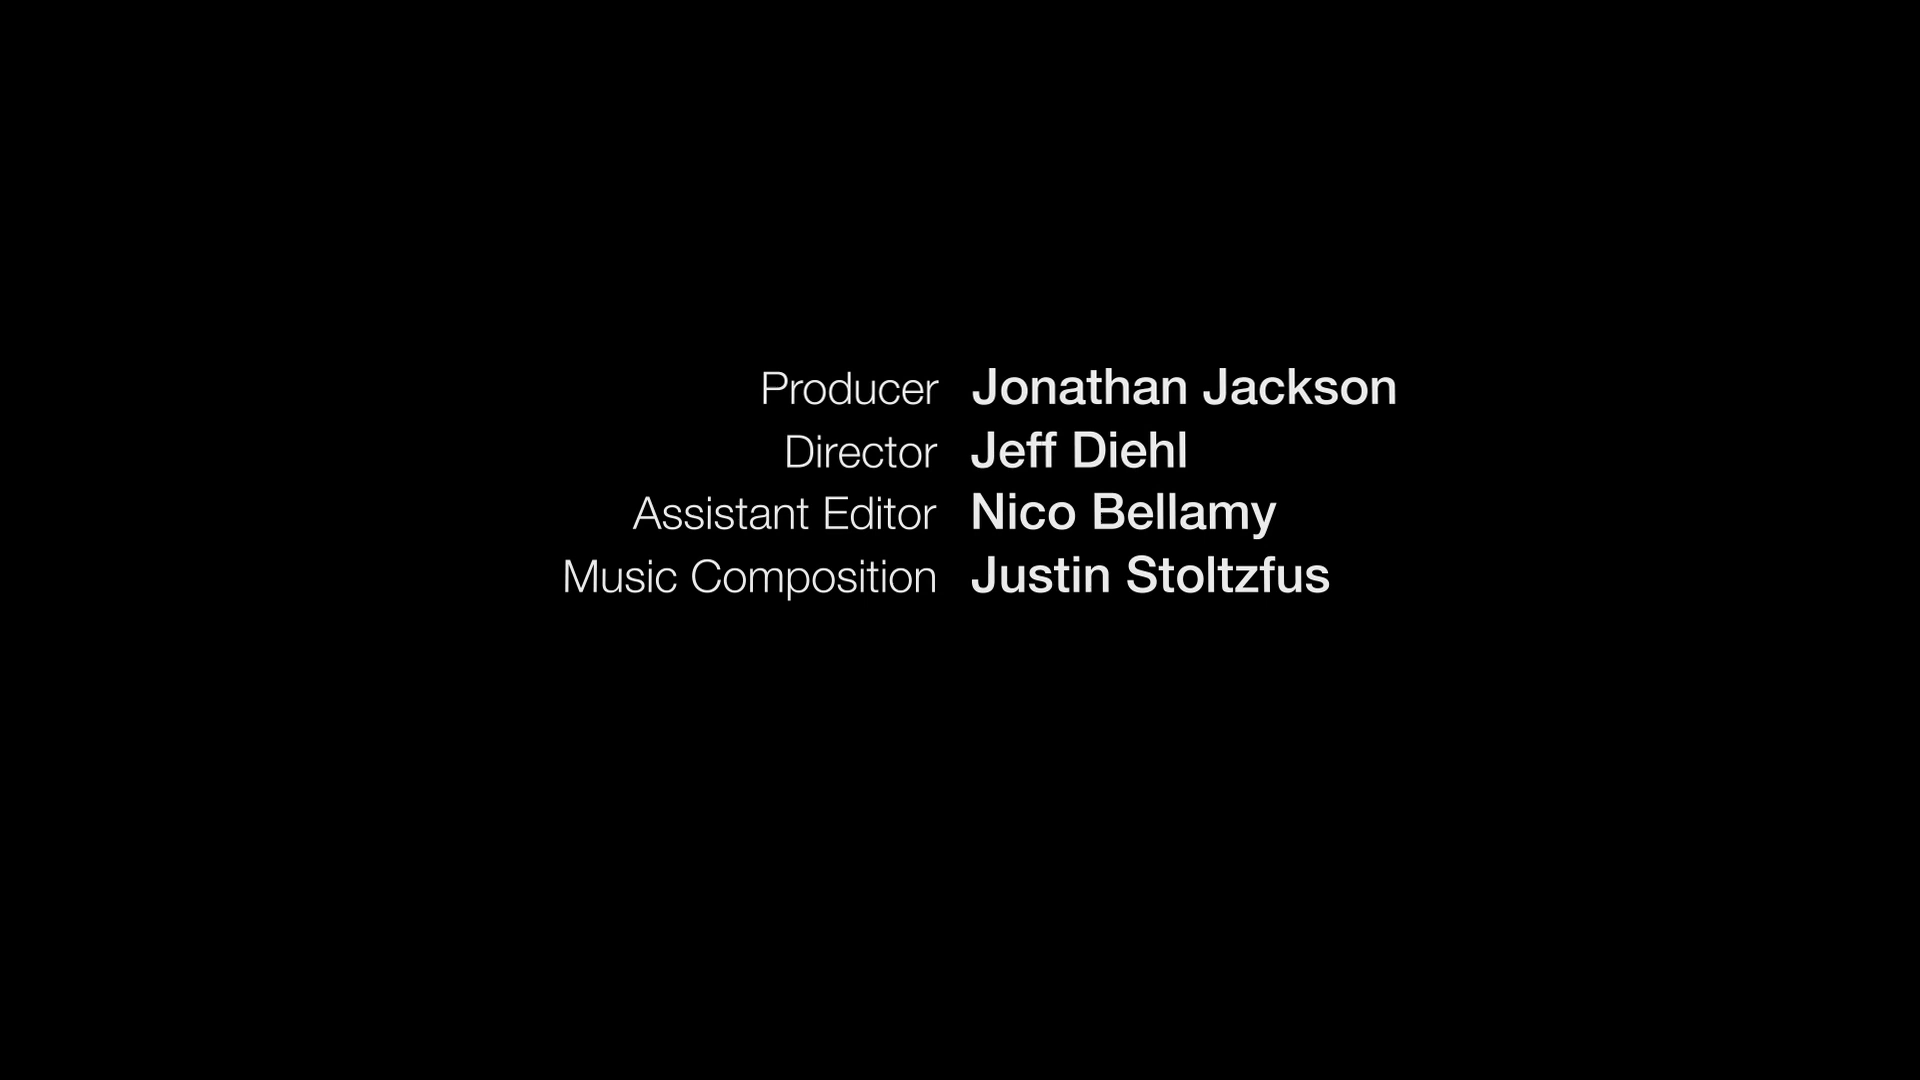 Producer Jonathan Jackson
Director Jeff Diehl
Assistant Editor Nico Bellamy
Music Composition Justin Stoltzfus